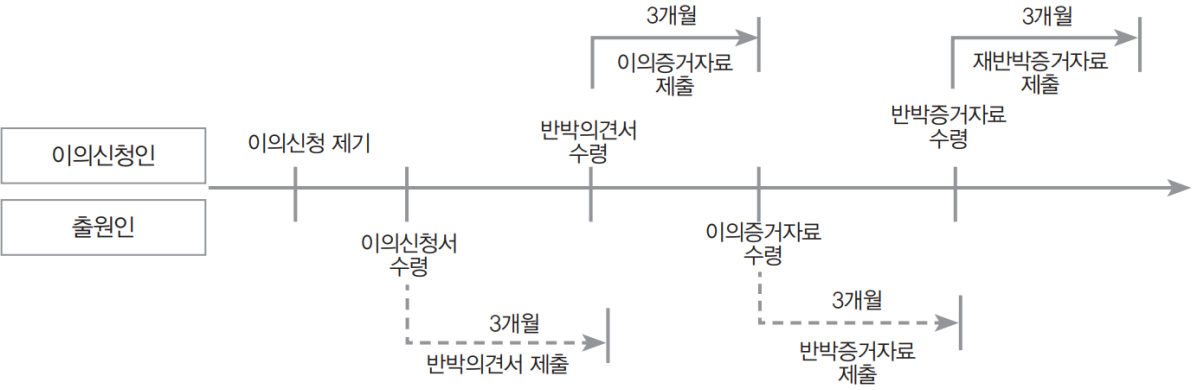 3개월
이의증거자료
제출
3개월
재반박증거자료
제출
이의신청인
이의신청 제기
반박의견서
수령
반박증거자료
수령
출원인
이의신청서
수령
이의증거자료
수령
3개월
반박의견서 제출
3개월
반박증거자료
제출